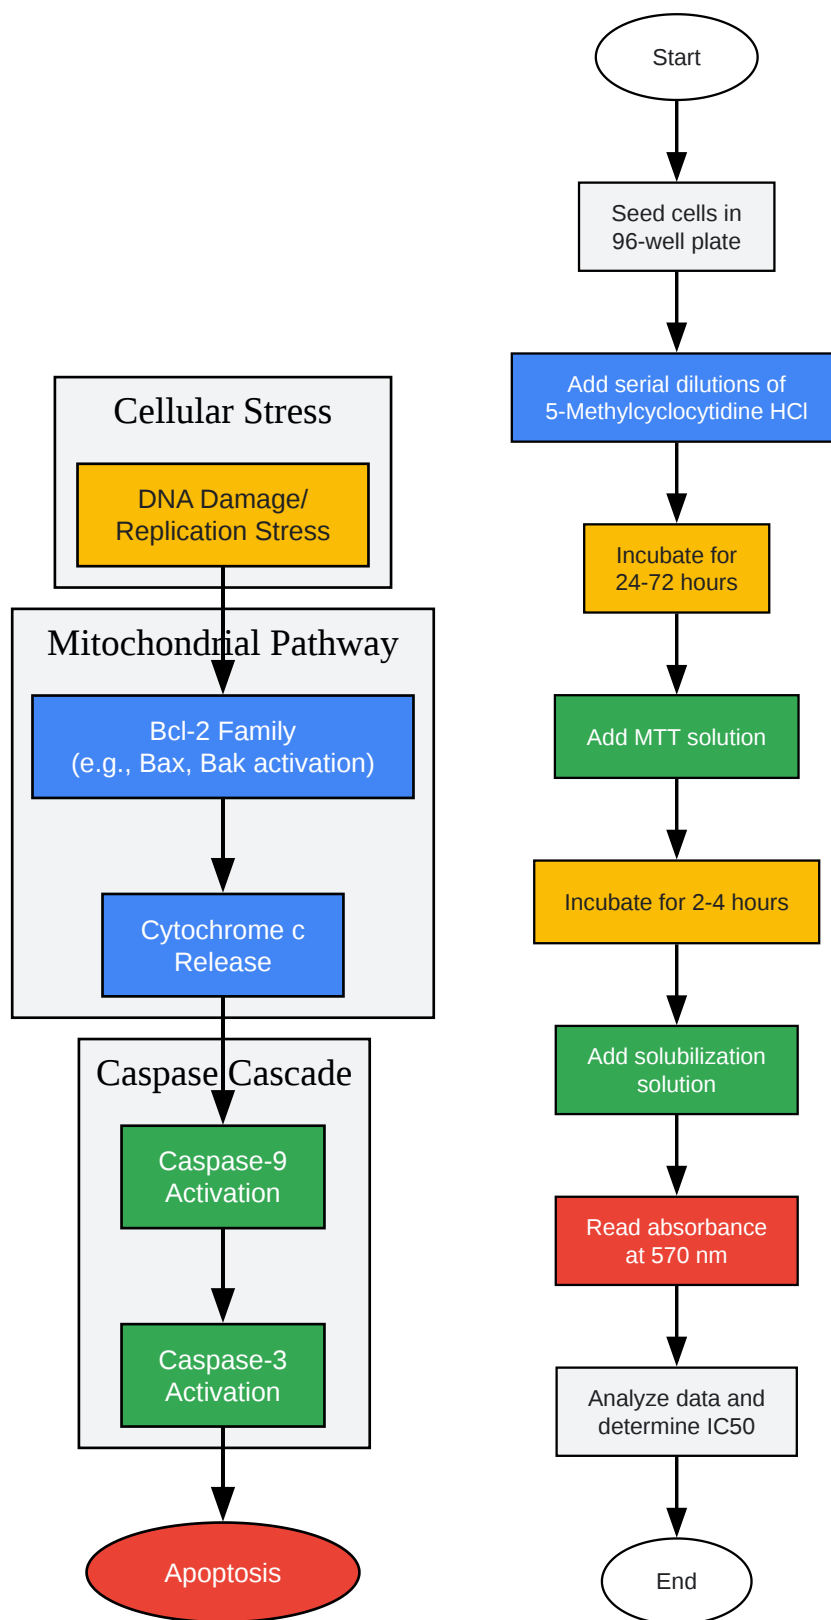 Cellular Stress
DNA Damage/
Replication Stress
Mitochondrial Pathway
Bcl-2 Family
(e.g., Bax, Bak activation)
Cytochrome c
Release
Caspase Cascade
Caspase-9
Activation
Caspase-3
Activation
Apoptosis
Start
Seed cells in
96-well plate
Add serial dilutions of
5-Methylcyclocytidine HCl
Incubate for
24-72 hours
Add MTT solution
Incubate for 2-4 hours
Add solubilization
solution
Read absorbance
at 570 nm
Analyze data and
determine IC50
End